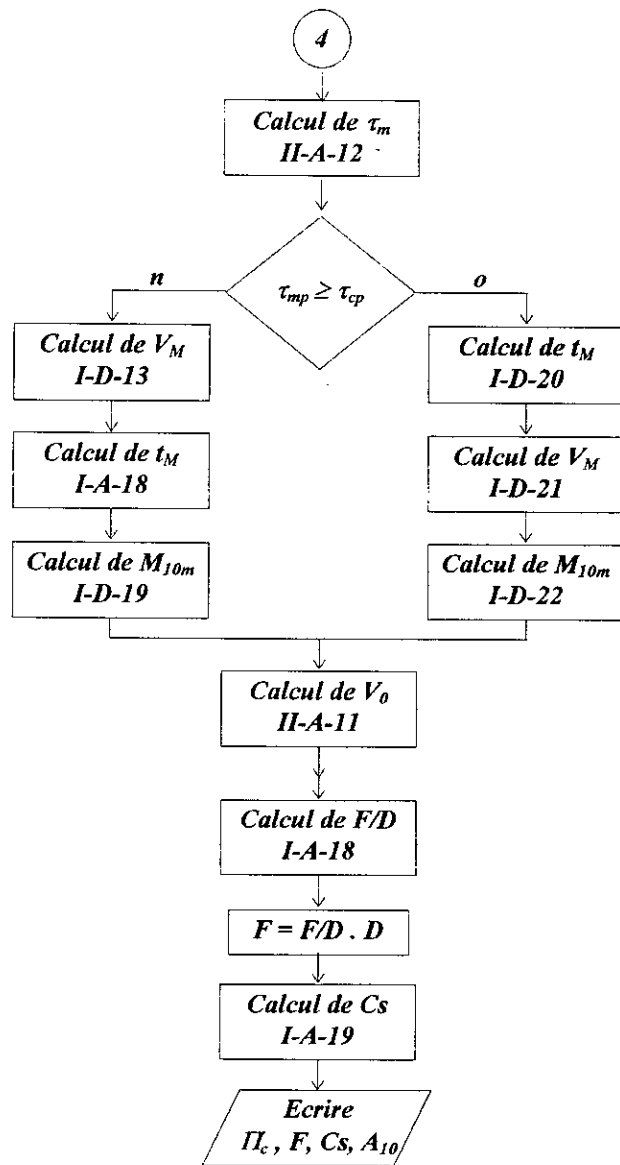 4
Calcul de τm
II-A-12
τmp ≥ τcp
n
o
Calcul de VM
I-D-13
Calcul de tM
I-A-18
Calcul de M10m
I-D-19
Calcul de tM
I-D-20
Calcul de VM
I-D-21
Calcul de M10m
I-D-22
Calcul de V0
II-A-11
Calcul de F/D
I-A-18
F = F/D . D
Calcul de Cs
I-A-19
Ecrire
Πc , F, Cs, A10